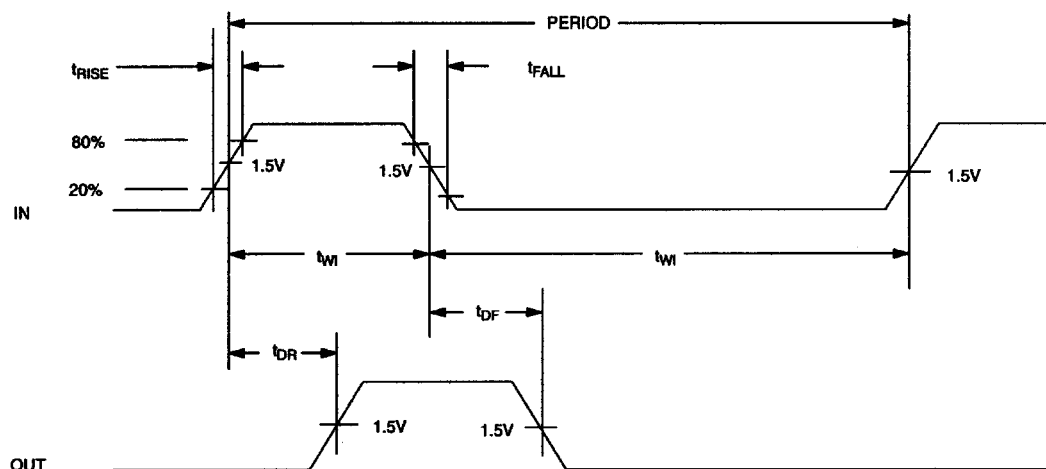 PERIOD
tRISE
tFALL
80%
1.5V
1.5V
20%
1.5V
IN
tWI
tWI
tDF
tDR
1.5V
1.5V
OUT